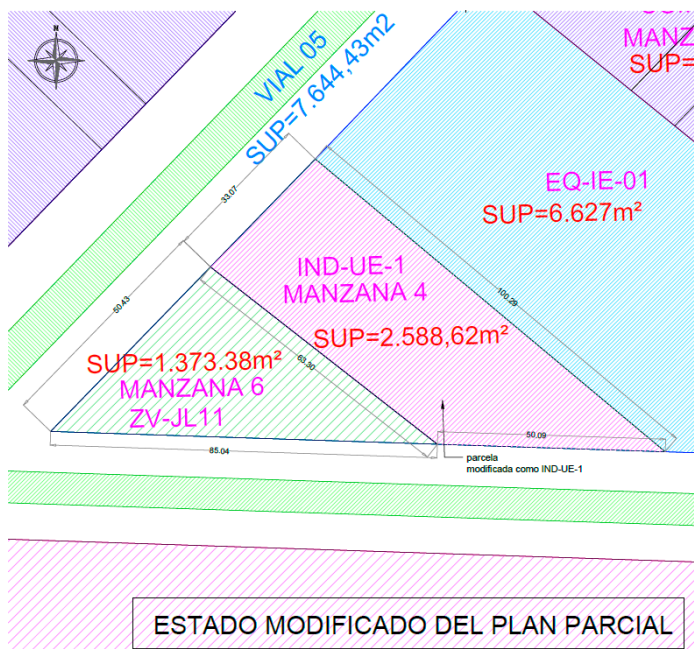 N
VIAL 05
SUP=7.644,43m2
MANZ
SUP=
EQ-IE-01
SUP=6.627m²
33.07
IND-UE-1
MANZANA 4
SUP=2.588,62m²
100.29
50.43
63.30
SUP=1.373.38m²
MANZANA 6
ZV-JL11
85.04
50.09
parcela
modificada como IND-UE-1
ESTADO MODIFICADO DEL PLAN PARCIAL